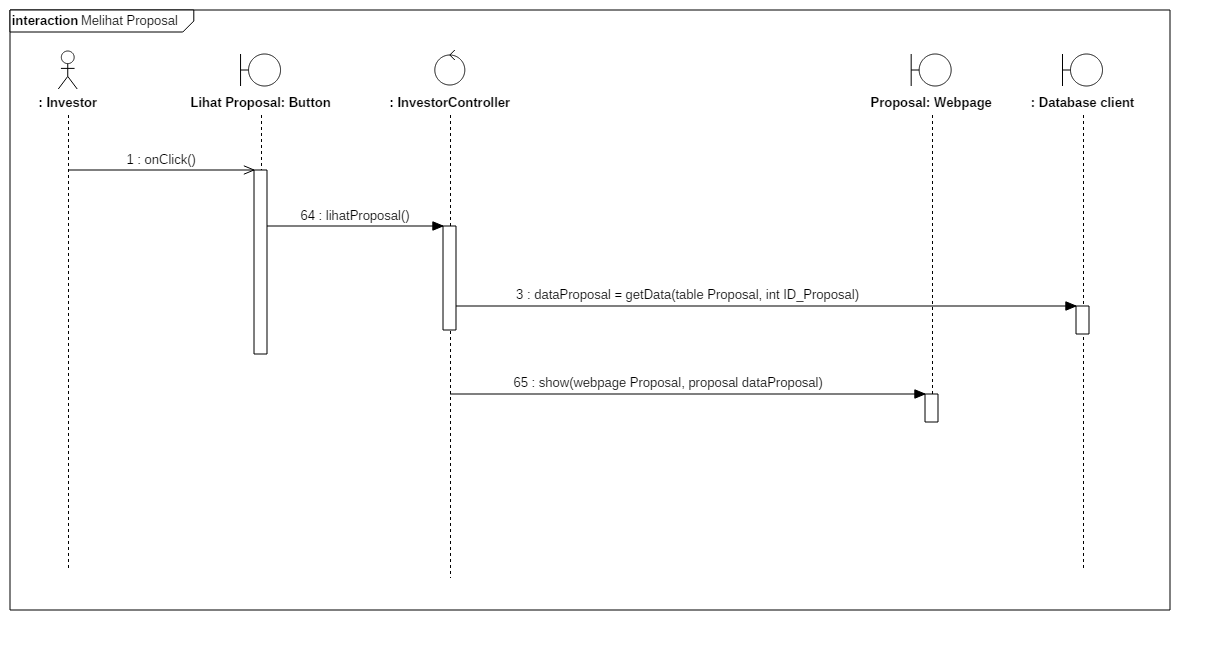 interaction Melihat Proposal
: Investor
Lihat Proposal: Button
: InvestorController
Proposal: Webpage
: Database client
1 : onClick()
64 : lihatProposal()
3 : dataProposal = getData(table Proposal, int ID_Proposal)
65 : show(webpage Proposal, proposal dataProposal)